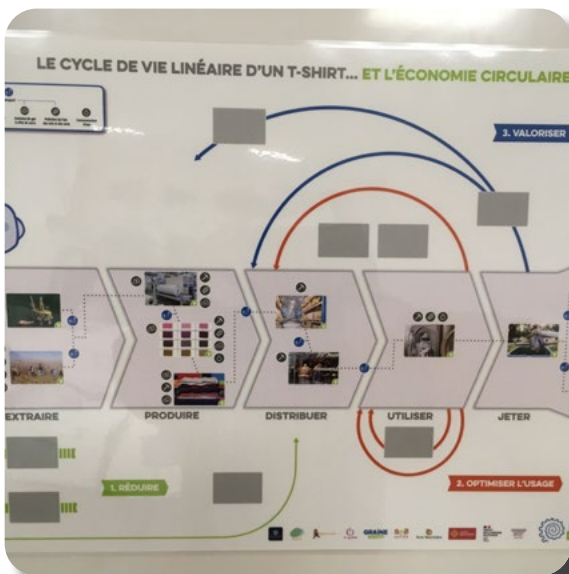 LE CYCLE DE VIE LINÉAIRE D'UN T-SHIRT... ET L'ÉCONOMIE CIRCULAIRE
3. VALORISER
EXTRAIRE
PRODUIRE
DISTRIBUER
UTILISER
JETER
1. RÉDUIRE
2. OPTIMISER L'USAGE
GRAINE